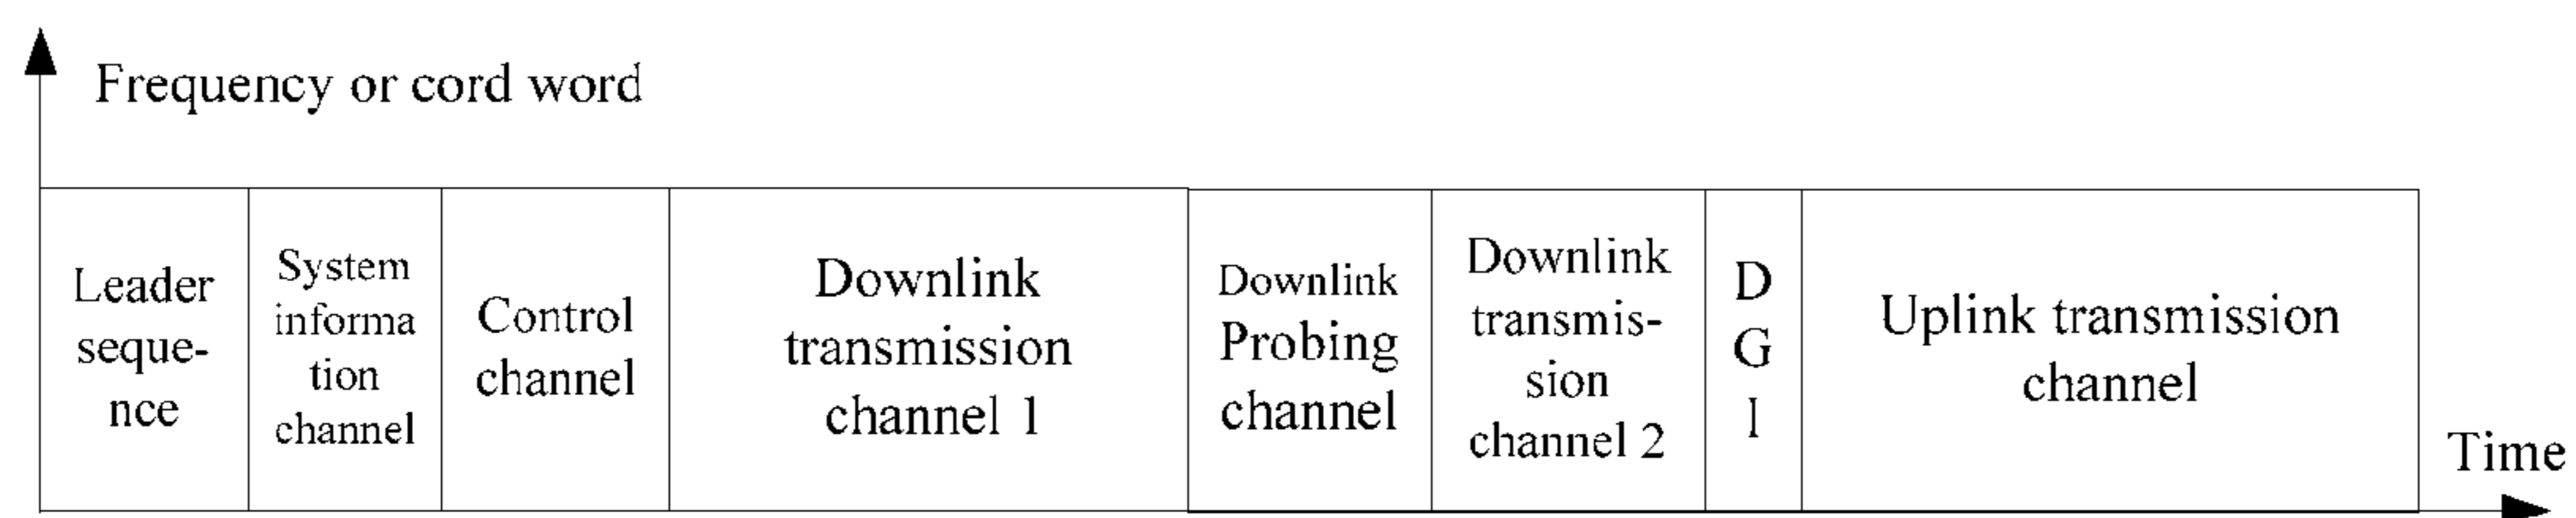 Frequency or cord word
Leader
seque-
nce
System
informa
tion
channel
Control
channel
Downlink
transmission
channel 1
Downlink
Probing
channel
Downlink
transmis-
sion
channel 2
D
G
I
Uplink transmission
channel
Time